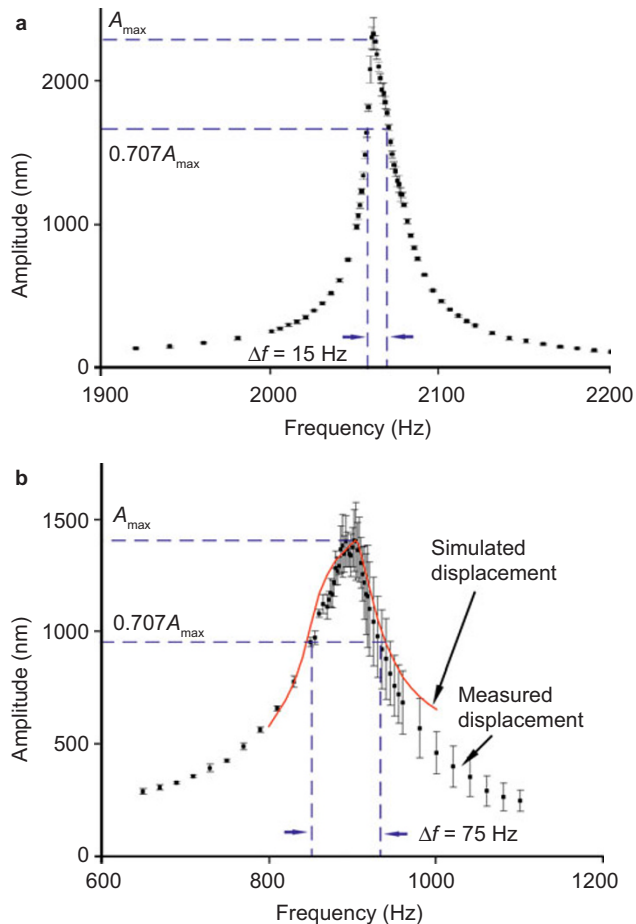 a
A_max
2000
0.707A_max
1000
0
Amplitude (nm)
Δf = 15 Hz
1900
2000
2100
2200
Frequency (Hz)
b
1500
A_max
Simulated
displacement
0.707A_max
1000
Measured
displacement
500
0
Amplitude (nm)
Δf = 75 Hz
600
800
1000
1200
Frequency (Hz)